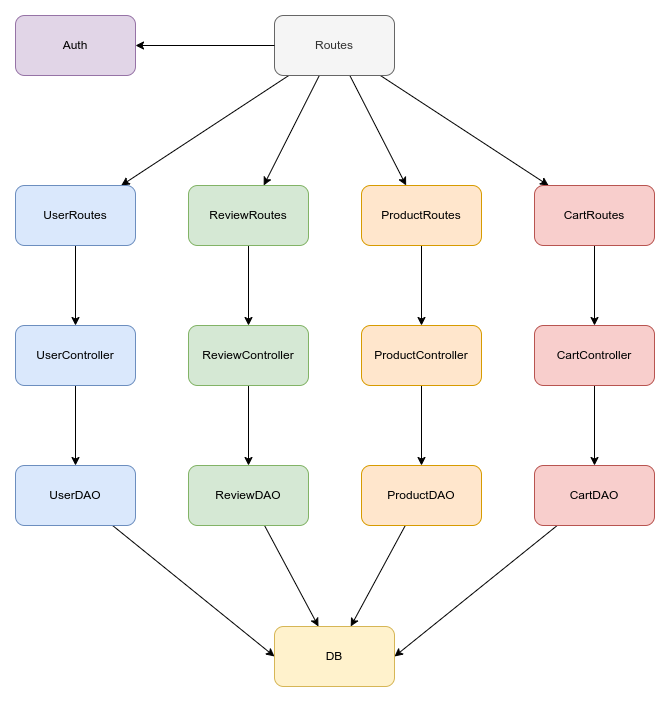 Auth
Routes
UserRoutes
ReviewRoutes
ProductRoutes
CartRoutes
UserController
ReviewController
ProductController
CartController
UserDAO
ReviewDAO
ProductDAO
CartDAO
DB